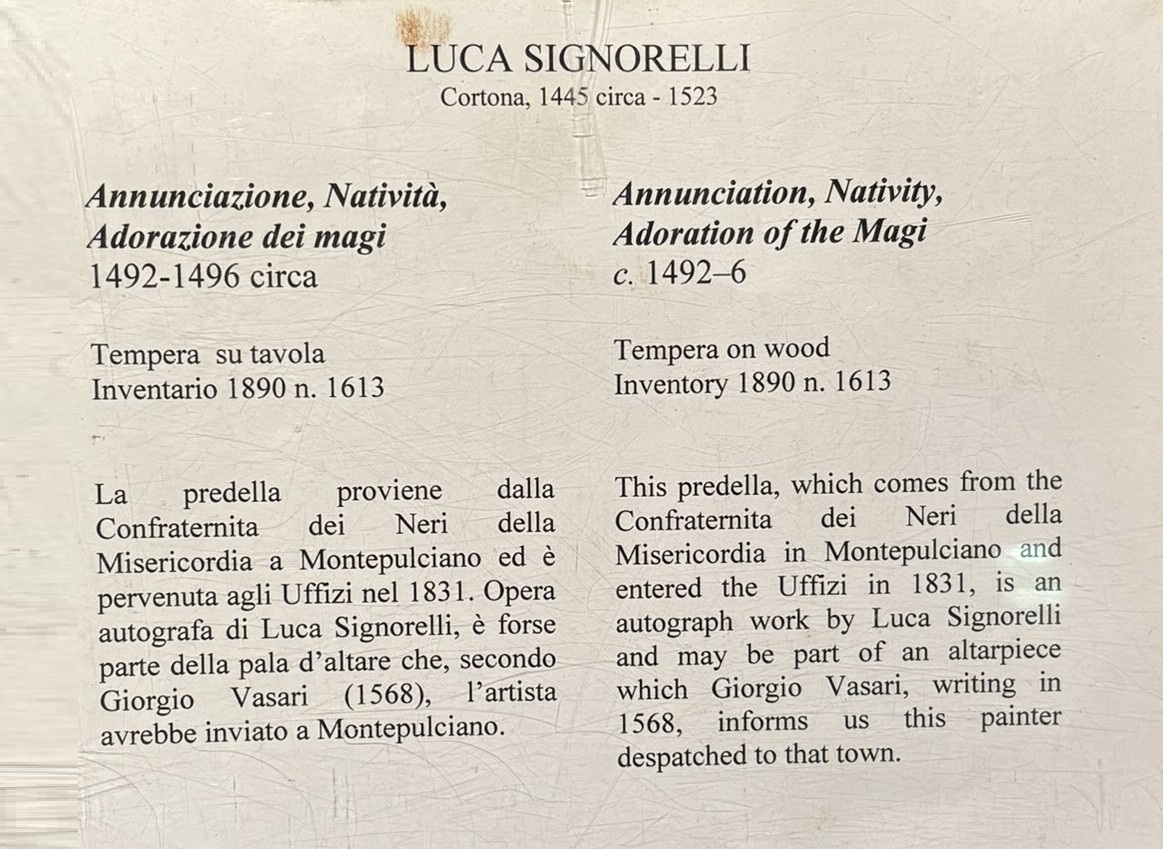 LUCA SIGNORELLI
Cortona, 1445 circa - 1523
Annunciazione, Natività,
Adorazione dei magi
1492-1496 circa
Tempera su tavola
Inventario 1890 n. 1613
La predella proviene dalla
Confraternita dei Neri della
Misericordia a Montepulciano ed è
pervenuta agli Uffizi nel 1831. Opera
autografa di Luca Signorelli, è forse
parte della pala d'altare che, secondo
Giorgio Vasari (1568), l'artista
avrebbe inviato a Montepulciano.
Annunciation, Nativity,
Adoration of the Magi
c. 1492–6
Tempera on wood
Inventory 1890 n. 1613
This predella, which comes from the
Confraternita dei Neri della
Misericordia in Montepulciano and
entered the Uffizi in 1831, is an
autograph work by Luca Signorelli
and may be part of an altarpiece
which Giorgio Vasari, writing in
1568, informs us this painter
despatched to that town.